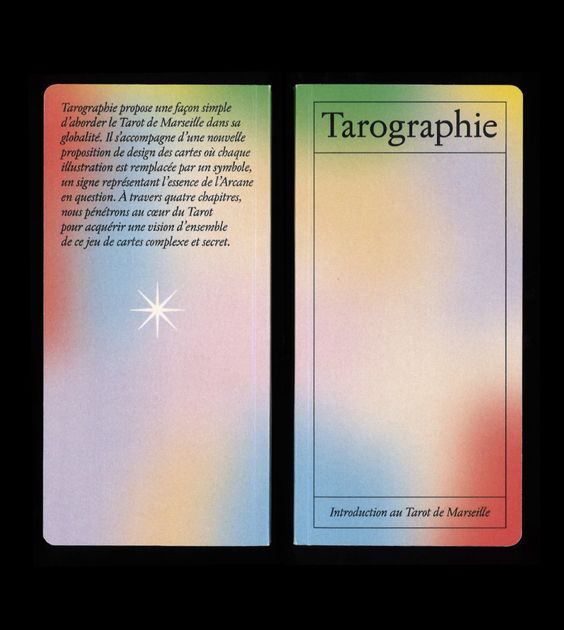 Tarographie propose une façon simple
d'aborder le Tarot de Marseille dans sa
globalité. Il s'accompagne d'une nouvelle
proposition de design des cartes où chaque
illustration est remplacée par un symbole,
un signe représentant l'essence de l'Arcane
en question. À travers quatre chapitres,
nous pénétrons au cœur du Tarot
pour acquérir une vision d'ensemble
de ce jeu de cartes complexe et secret.
Tarographie
Introduction au Tarot de Marseille